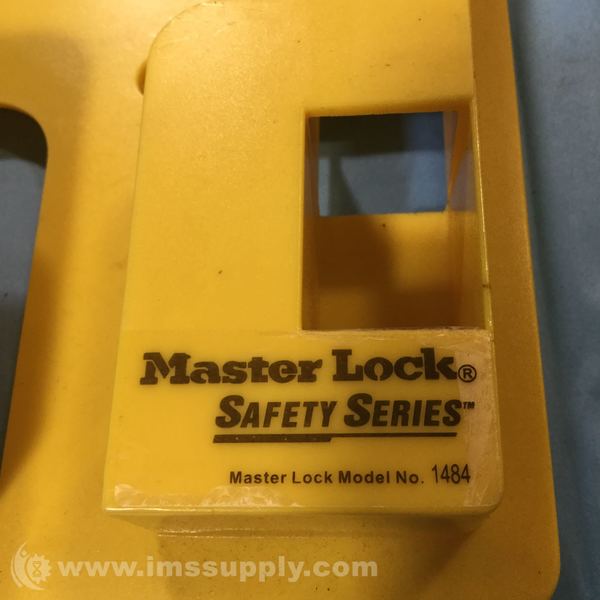 Master Lock®
SAFETY SERIES™
Master Lock Model No. 1484
www.imssupply.com